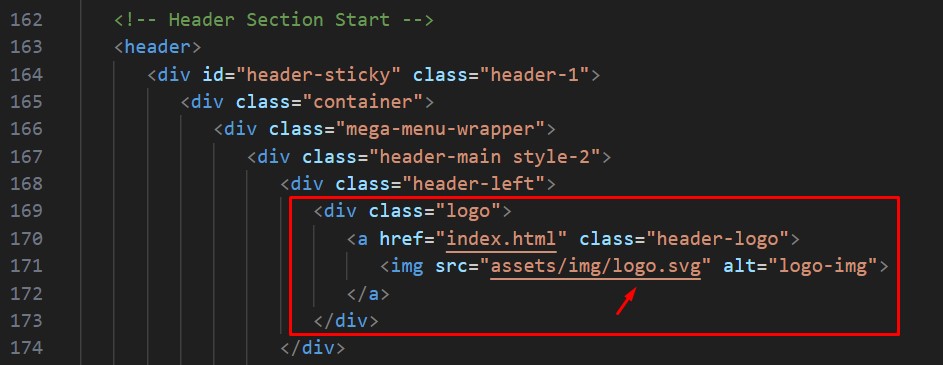 162 <!-- Header Section Start -->
163 <header>
164 <div id="header-sticky" class="header-1">
165 <div class="container">
166 <div class="mega-menu-wrapper">
167 <div class="header-main style-2">
168 <div class="header-left">
169 <div class="logo">
170 <a href="index.html" class="header-logo">
171 <img src="assets/img/logo.svg" alt="logo-img">
172 </a>
173 </div>
174 </div>